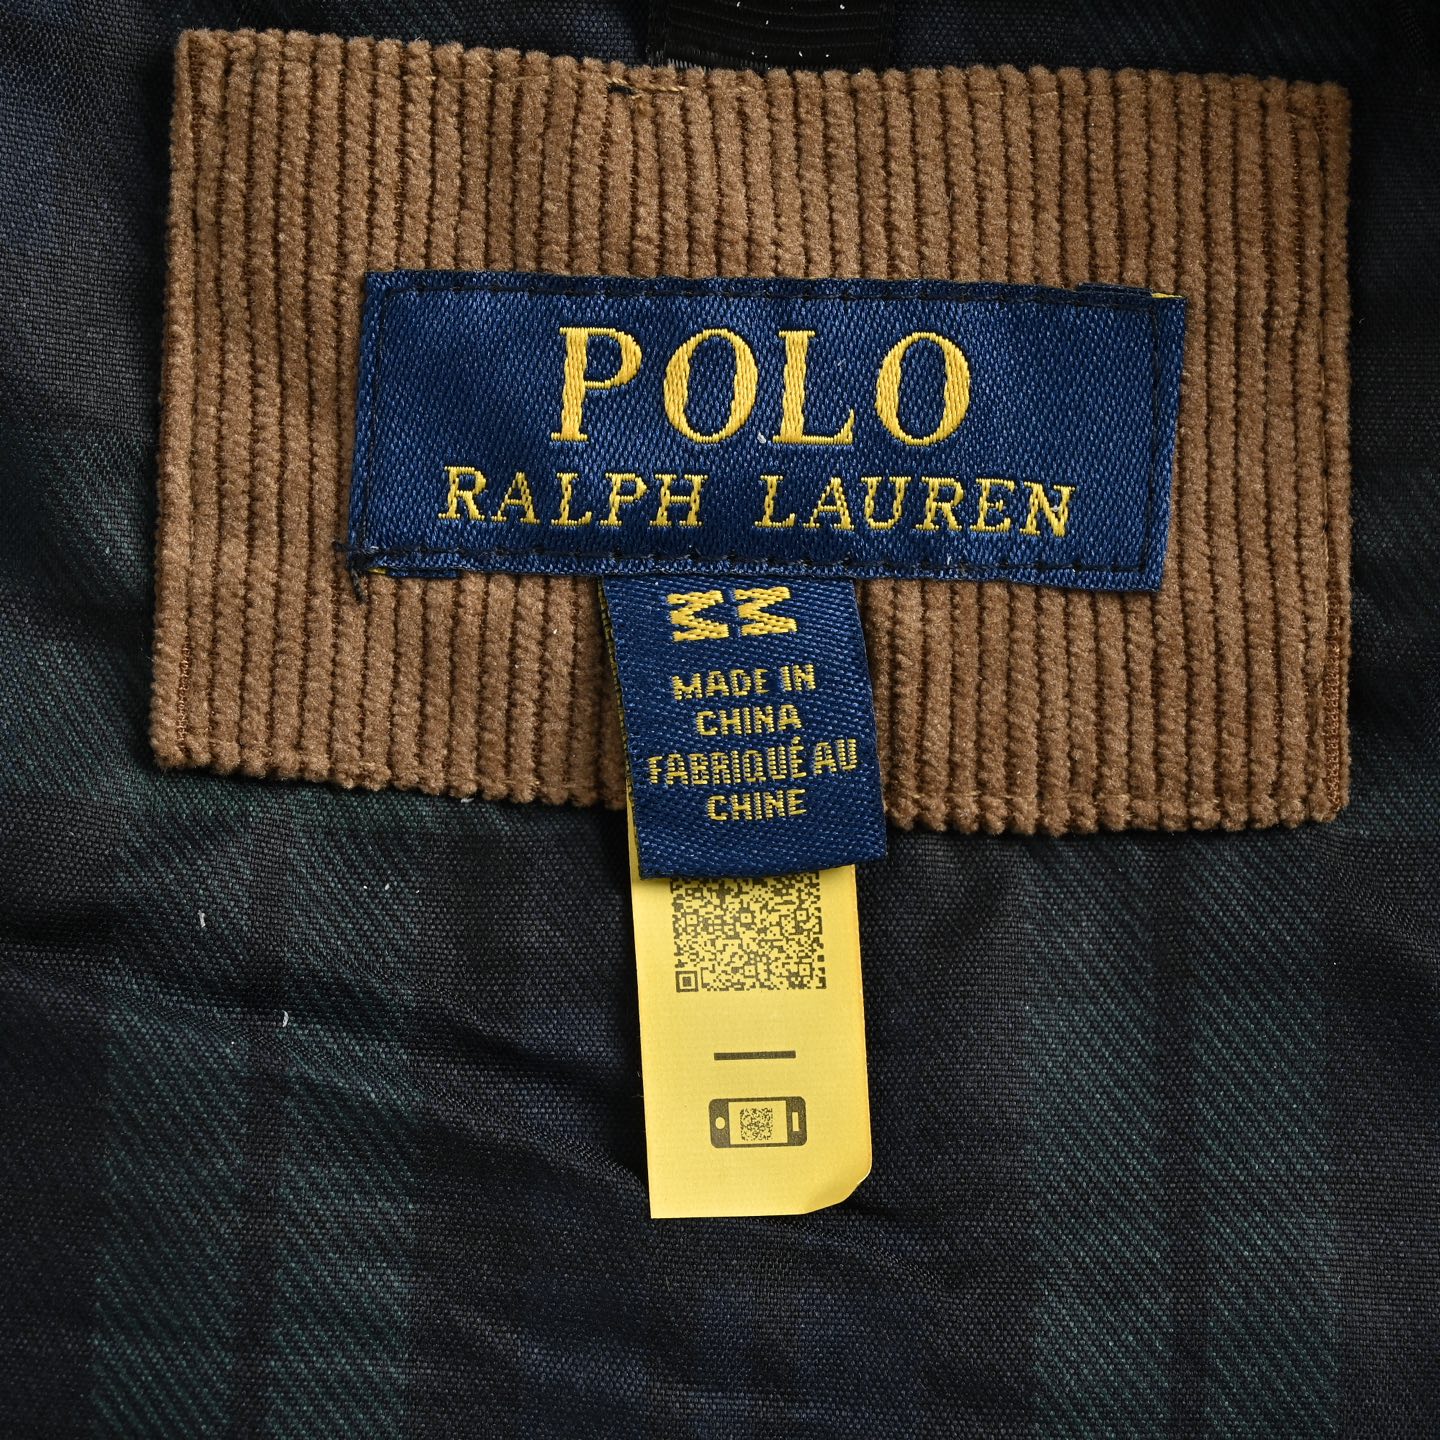 POLO
RALPH LAUREN
M M
MADE IN
CHINA
FABRIQUÉ AU
CHINE